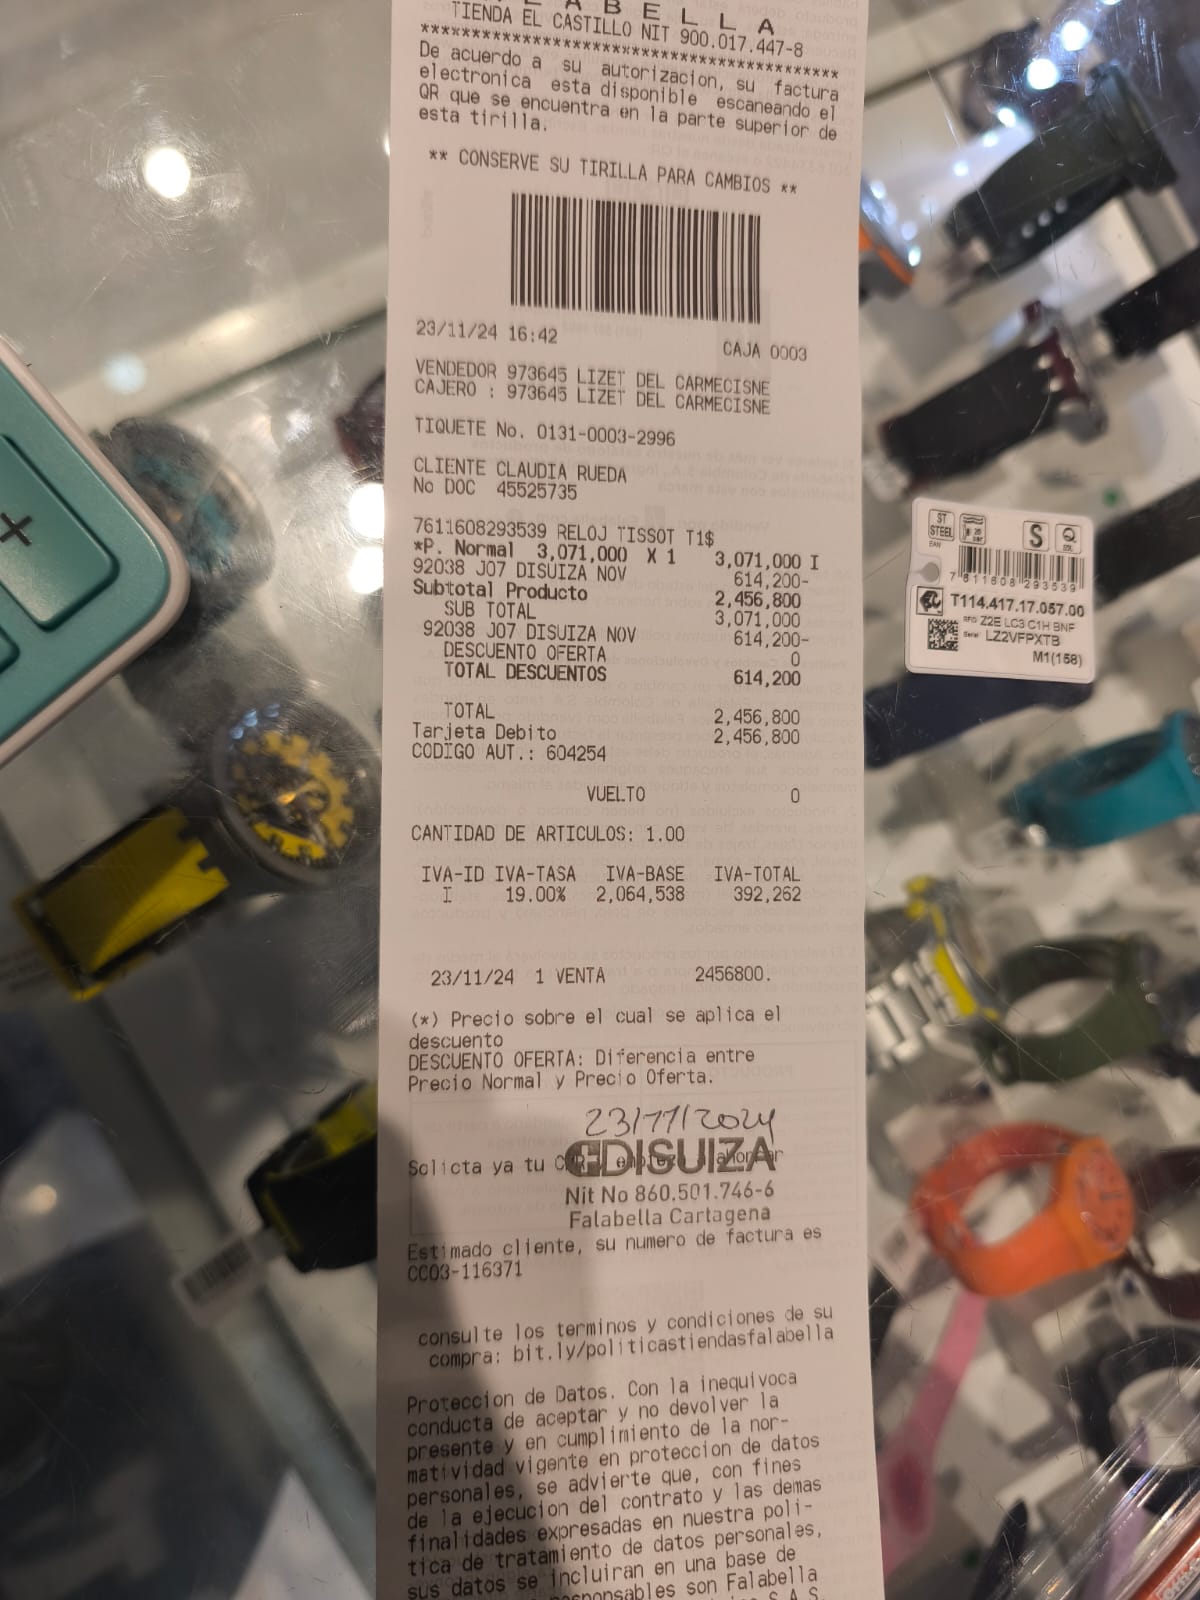 A B E L L A
TIENDA EL CASTILLO NIT 900.017.447-8
****************************************
De acuerdo a su autorizacion, su factura
electronica esta disponible escaneando el
QR que se encuentra en la parte superior de
esta tirilla.
** CONSERVE SU TIRILLA PARA CAMBIOS **
23/11/24 16:42 CAJA 0003
VENDEDOR 973645 LIZET DEL CARMECISNE
CAJERO : 973645 LIZET DEL CARMECISNE
TIQUETE No. 0131-0003-2996
CLIENTE CLAUDIA RUEDA
No DOC 45525735
7611608293539 RELOJ TISSOT T1$
*P. Normal 3,071,000 X 1 3,071,000 I
92038 J07 DISUIZA NOV 614,200-
Subtotal Producto 2,456,800
SUB TOTAL 3,071,000
92038 J07 DISUIZA NOV 614,200-
DESCUENTO OFERTA 0
TOTAL DESCUENTOS 614,200
TOTAL 2,456,800
Tarjeta Debito 2,456,800
CODIGO AUT.: 604254
VUELTO 0
CANTIDAD DE ARTICULOS: 1.00
IVA-ID IVA-TASA IVA-BASE IVA-TOTAL
I 19.00% 2,064,538 392,262
23/11/24 1 VENTA 2456800.
(*) Precio sobre el cual se aplica el
descuento
DESCUENTO OFERTA: Diferencia entre
Precio Normal y Precio Oferta.
23/11/2024
Solicta ya tu
DISUIZA
Nit No 860.501.746-6
Falabella Cartagena
Estimado cliente, su numero de factura es
CC03-116371
consulte los terminos y condiciones de su
compra: bit.ly/politicastiendasfalabella
Proteccion de Datos. Con la inequivoca
conducta de aceptar y no devolver la
presente y en cumplimiento de la nor-
matividad vigente en proteccion de datos
personales, se advierte que, con fines
de la ejecucion del contrato y las demas
finalidades expresadas en nuestra poli-
tica de tratamiento de datos personales,
sus datos se incluiran en una base de
responsables son Falabella
S.A.S.
ST
STEEL
S
EAN
7 611608 293539
T114.417.17.057.00
Z2E LC3 C1H BNF
Serial LZ2VFPXTB
M1(158)
+